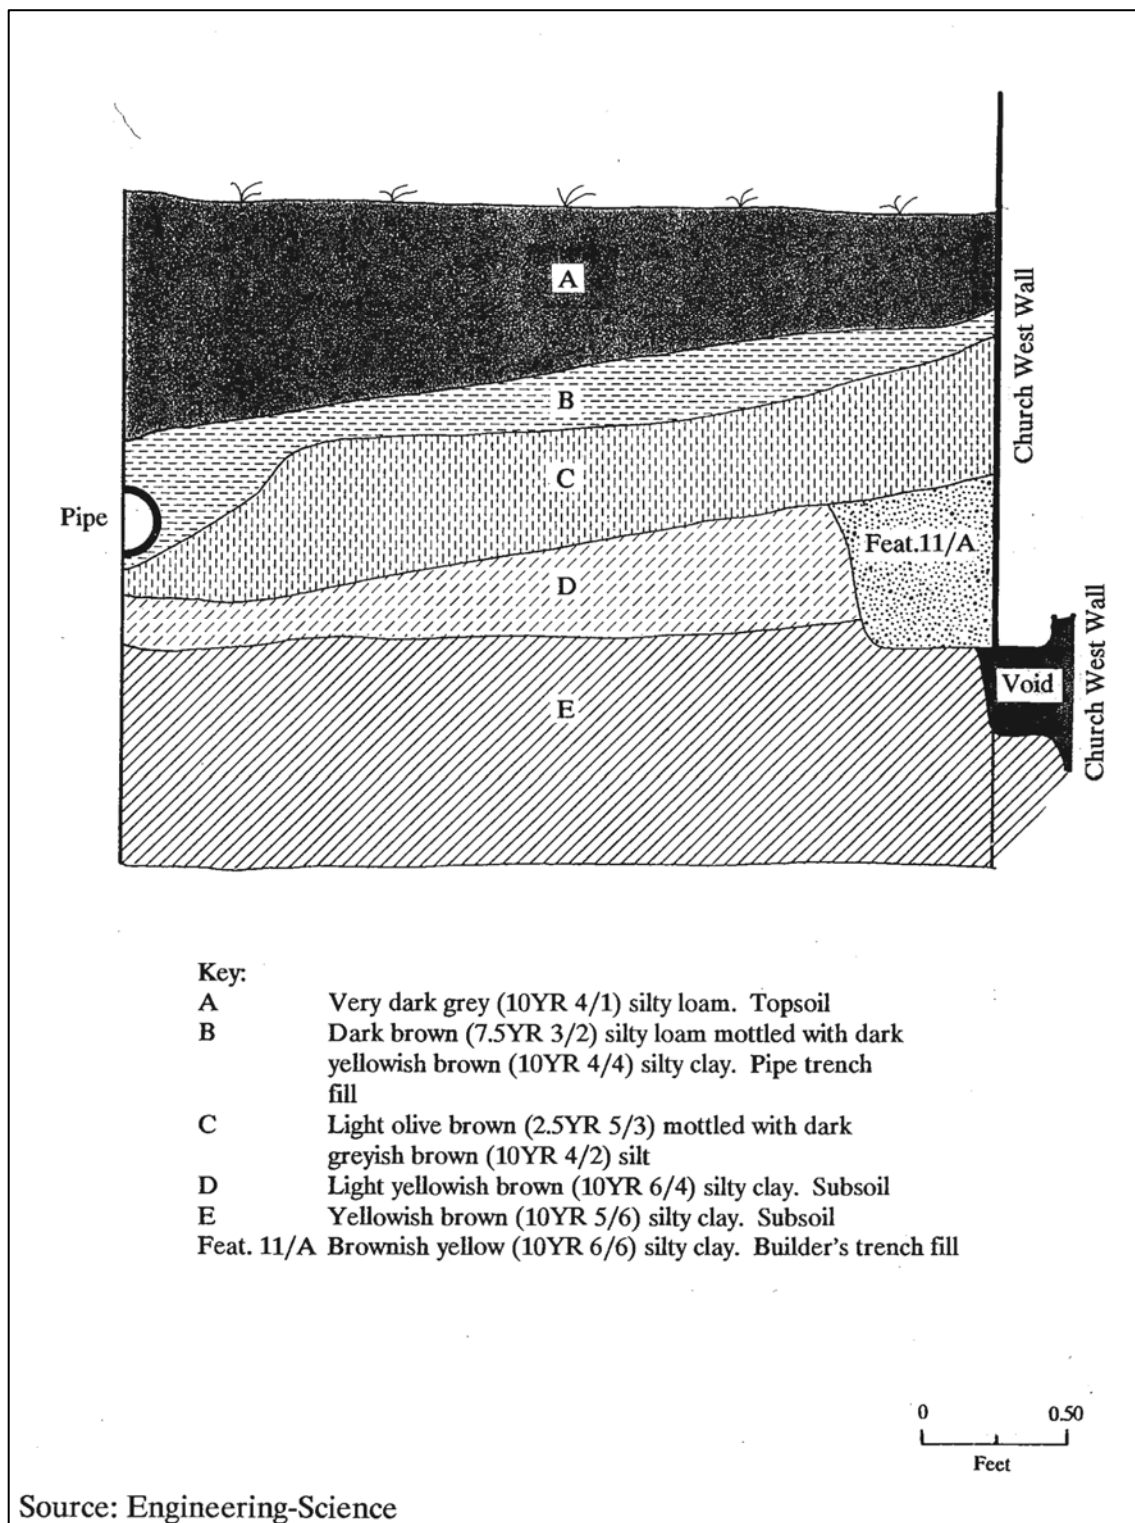 A
Church West Wall
B
C
Pipe
Feat.11/A
D
Church West Wall
Void
E
Key:
A Very dark grey (10YR 4/1) silty loam. Topsoil
B Dark brown (7.5YR 3/2) silty loam mottled with dark
yellowish brown (10YR 4/4) silty clay. Pipe trench
fill
C Light olive brown (2.5YR 5/3) mottled with dark
greyish brown (10YR 4/2) silt
D Light yellowish brown (10YR 6/4) silty clay. Subsoil
E Yellowish brown (10YR 5/6) silty clay. Subsoil
Feat. 11/A Brownish yellow (10YR 6/6) silty clay. Builder's trench fill
0 0.50
Feet
Source: Engineering-Science